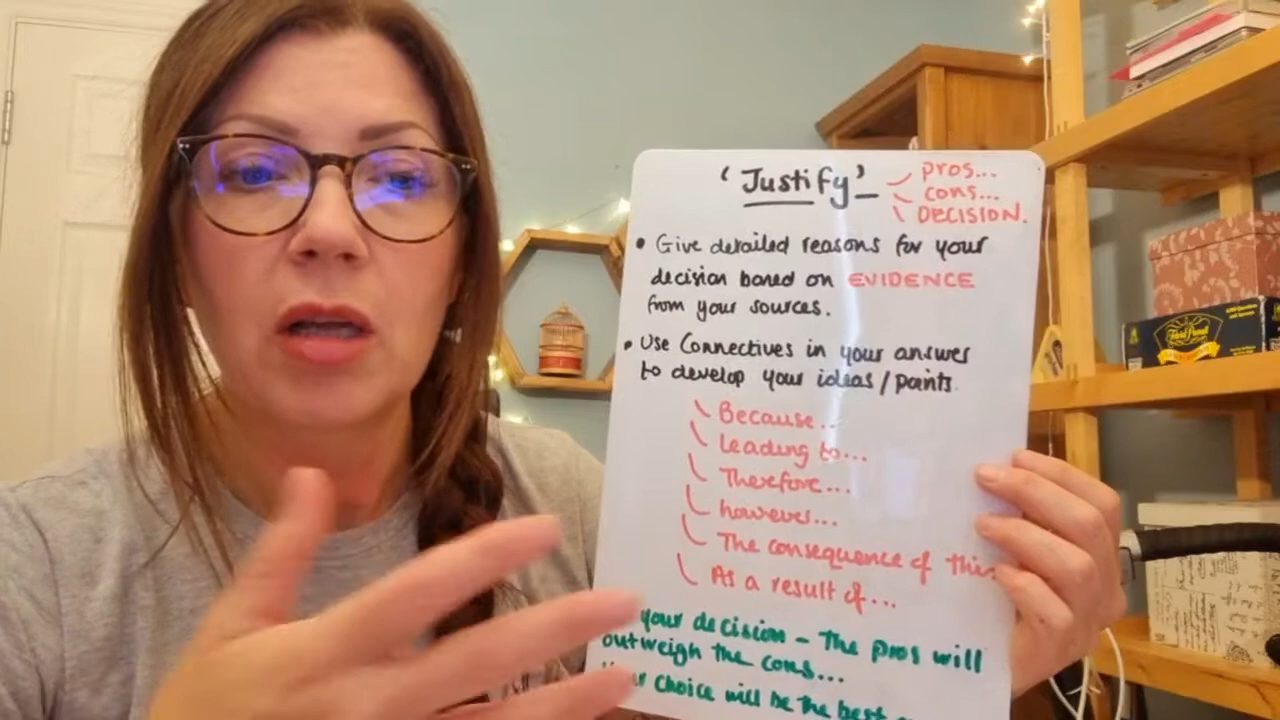 ‘Justify’ – pros...
cons...
DECISION.
• Give detailed reasons for your
decision based on EVIDENCE
from your sources.
• Use Connectives in your answer
to develop your ideas/points.
Because...
Leading to...
Therefore...
however...
The consequence of this
As a result of...
your decision – The pros will
outweigh the cons...
choice will be the best
Trivial Pursuit